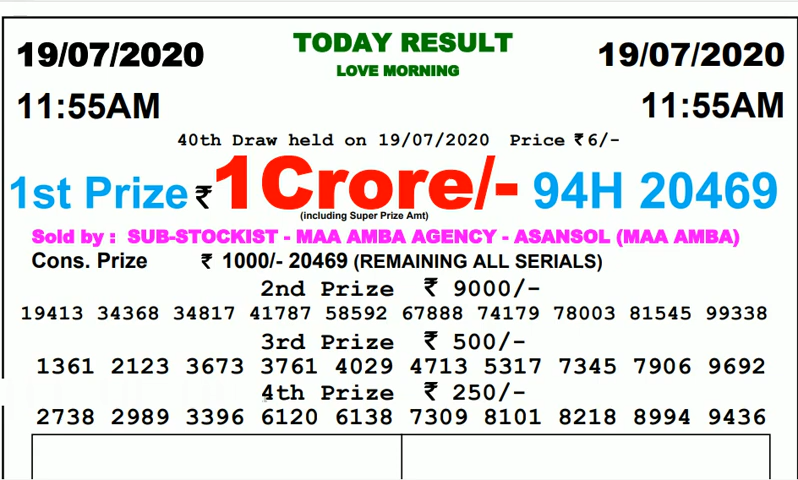 19/07/2020 TODAY RESULT 19/07/2020
LOVE MORNING
11:55AM 11:55AM
40th Draw held on 19/07/2020 Price ₹6/-
1st Prize ₹1Crore/- 94H 20469
(including Super Prize Amt)
Sold by : SUB-STOCKIST - MAA AMBA AGENCY - ASANSOL (MAA AMBA)
Cons. Prize ₹ 1000/- 20469 (REMAINING ALL SERIALS)
2nd Prize ₹ 9000/-
19413 34368 34817 41787 58592 67888 74179 78003 81545 99338
3rd Prize ₹ 500/-
1361 2123 3673 3761 4029 4713 5317 7345 7906 9692
4th Prize ₹ 250/-
2738 2989 3396 6120 6138 7309 8101 8218 8994 9436